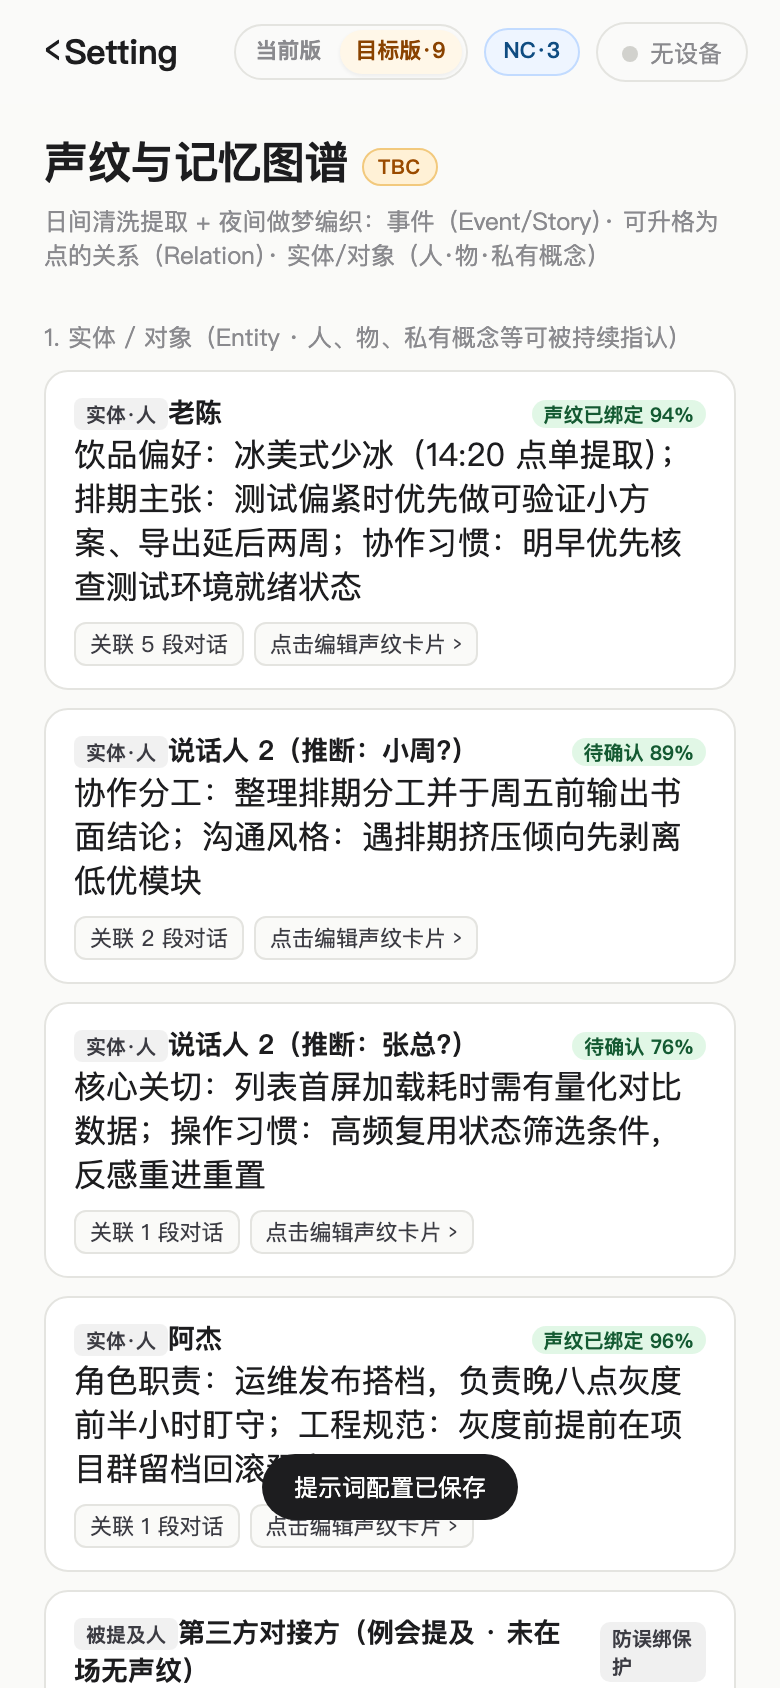 <Setting
当前版 目标版·9 NC·3 无设备
声纹与记忆图谱 TBC
日间清洗提取 + 夜间做梦编织：事件（Event/Story）· 可升格为
点的关系（Relation）· 实体/对象（人·物·私有概念）
1. 实体 / 对象（Entity · 人、物、私有概念等可被持续指认）
实体·人 老陈 声纹已绑定 94%
饮品偏好：冰美式少冰（14:20 点单提取）；
排期主张：测试偏紧时优先做可验证小方
案、导出延后两周；协作习惯：明早优先核
查测试环境就绪状态
关联 5 段对话 点击编辑声纹卡片 ›
实体·人 说话人 2（推断：小周?） 待确认 89%
协作分工：整理排期分工并于周五前输出书
面结论；沟通风格：遇排期挤压倾向先剥离
低优模块
关联 2 段对话 点击编辑声纹卡片 ›
实体·人 说话人 2（推断：张总?） 待确认 76%
核心关切：列表首屏加载耗时需有量化对比
数据；操作习惯：高频复用状态筛选条件，
反感重进重置
关联 1 段对话 点击编辑声纹卡片 ›
实体·人 阿杰 声纹已绑定 96%
角色职责：运维发布搭档，负责晚八点灰度
前半小时盯守；工程规范：灰度前提前在项
目群留档回滚
提示词配置已保存
关联 1 段对话 点击编辑声纹卡片 ›
被提及人 第三方对接方（例会提及 · 未在
场无声纹）
防误绑保
护